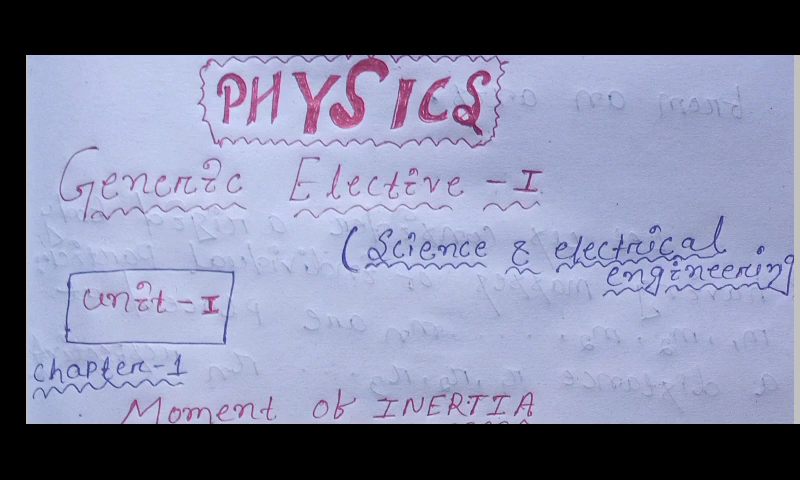 PHYSICS
Generic Elective - I
(Science & electrical
engineering
unit - I
chapter-1
Moment of INERTIA